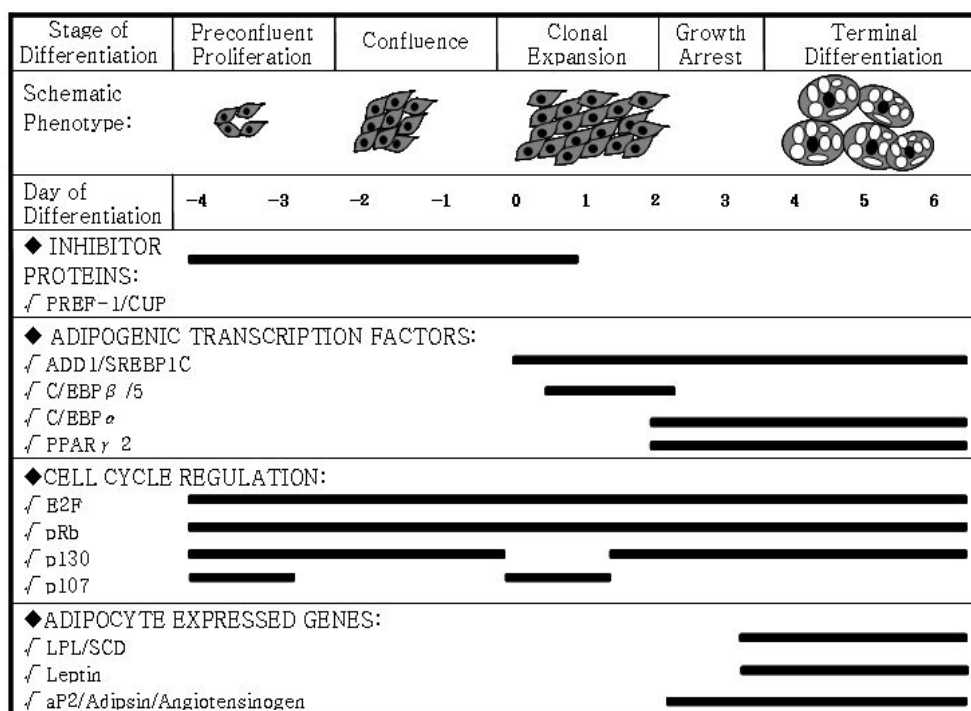 Stage of Differentiation Preconfluent Proliferation Confluence Clonal Expansion Growth Arrest Terminal Differentiation
Schematic
Phenotype:
Day of
Differentiation -4 -3 -2 -1 0 1 2 3 4 5 6
◆ INHIBITOR
PROTEINS:
√ PREF-1/CUP
◆ ADIPOGENIC TRANSCRIPTION FACTORS:
√ ADD1/SREBP1C
√ C/EBPβ/5
√ C/EBPα
√ PPARγ 2
◆CELL CYCLE REGULATION:
√ E2F
√ pRb
√ p130
√ p107
◆ADIPOCYTE EXPRESSED GENES:
√ LPL/SCD
√ Leptin
√ aP2/Adipsin/Angiotensinogen